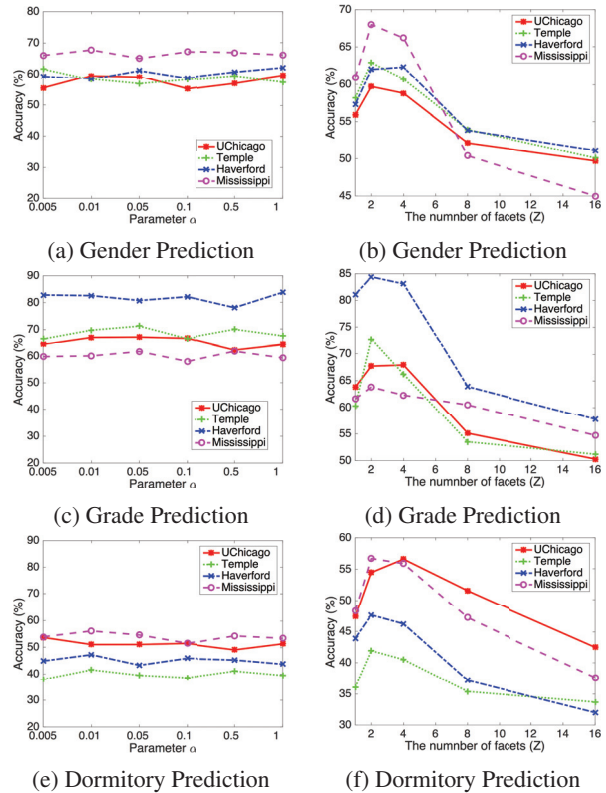 80
70
60
50
40
30
20
Accuracy (%)
UChicago
Temple
Haverford
Mississippi
0.005 0.01 0.05 0.1 0.5 1
Parameter α
(a) Gender Prediction
70
65
60
55
50
45
Accuracy (%)
UChicago
Temple
Haverford
Mississippi
2 4 6 8 10 12 14 16
The numnber of facets (Z)
(b) Gender Prediction
90
80
70
60
50
40
30
20
Accuracy (%)
UChicago
Temple
Haverford
Mississippi
0.005 0.01 0.05 0.1 0.5 1
Parameter α
(c) Grade Prediction
85
80
75
70
65
60
55
50
Accuracy (%)
UChicago
Temple
Haverford
Mississippi
2 4 6 8 10 12 14 16
The numnber of facets (Z)
(d) Grade Prediction
90
80
70
60
50
40
30
20
Accuracy (%)
UChicago
Temple
Haverford
Mississippi
0.005 0.01 0.05 0.1 0.5 1
Parameter α
(e) Dormitory Prediction
70
65
60
55
50
45
40
35
30
Accuracy (%)
UChicago
Temple
Haverford
Mississippi
2 4 6 8 10 12 14 16
The numnber of facets (Z)
(f) Dormitory Prediction